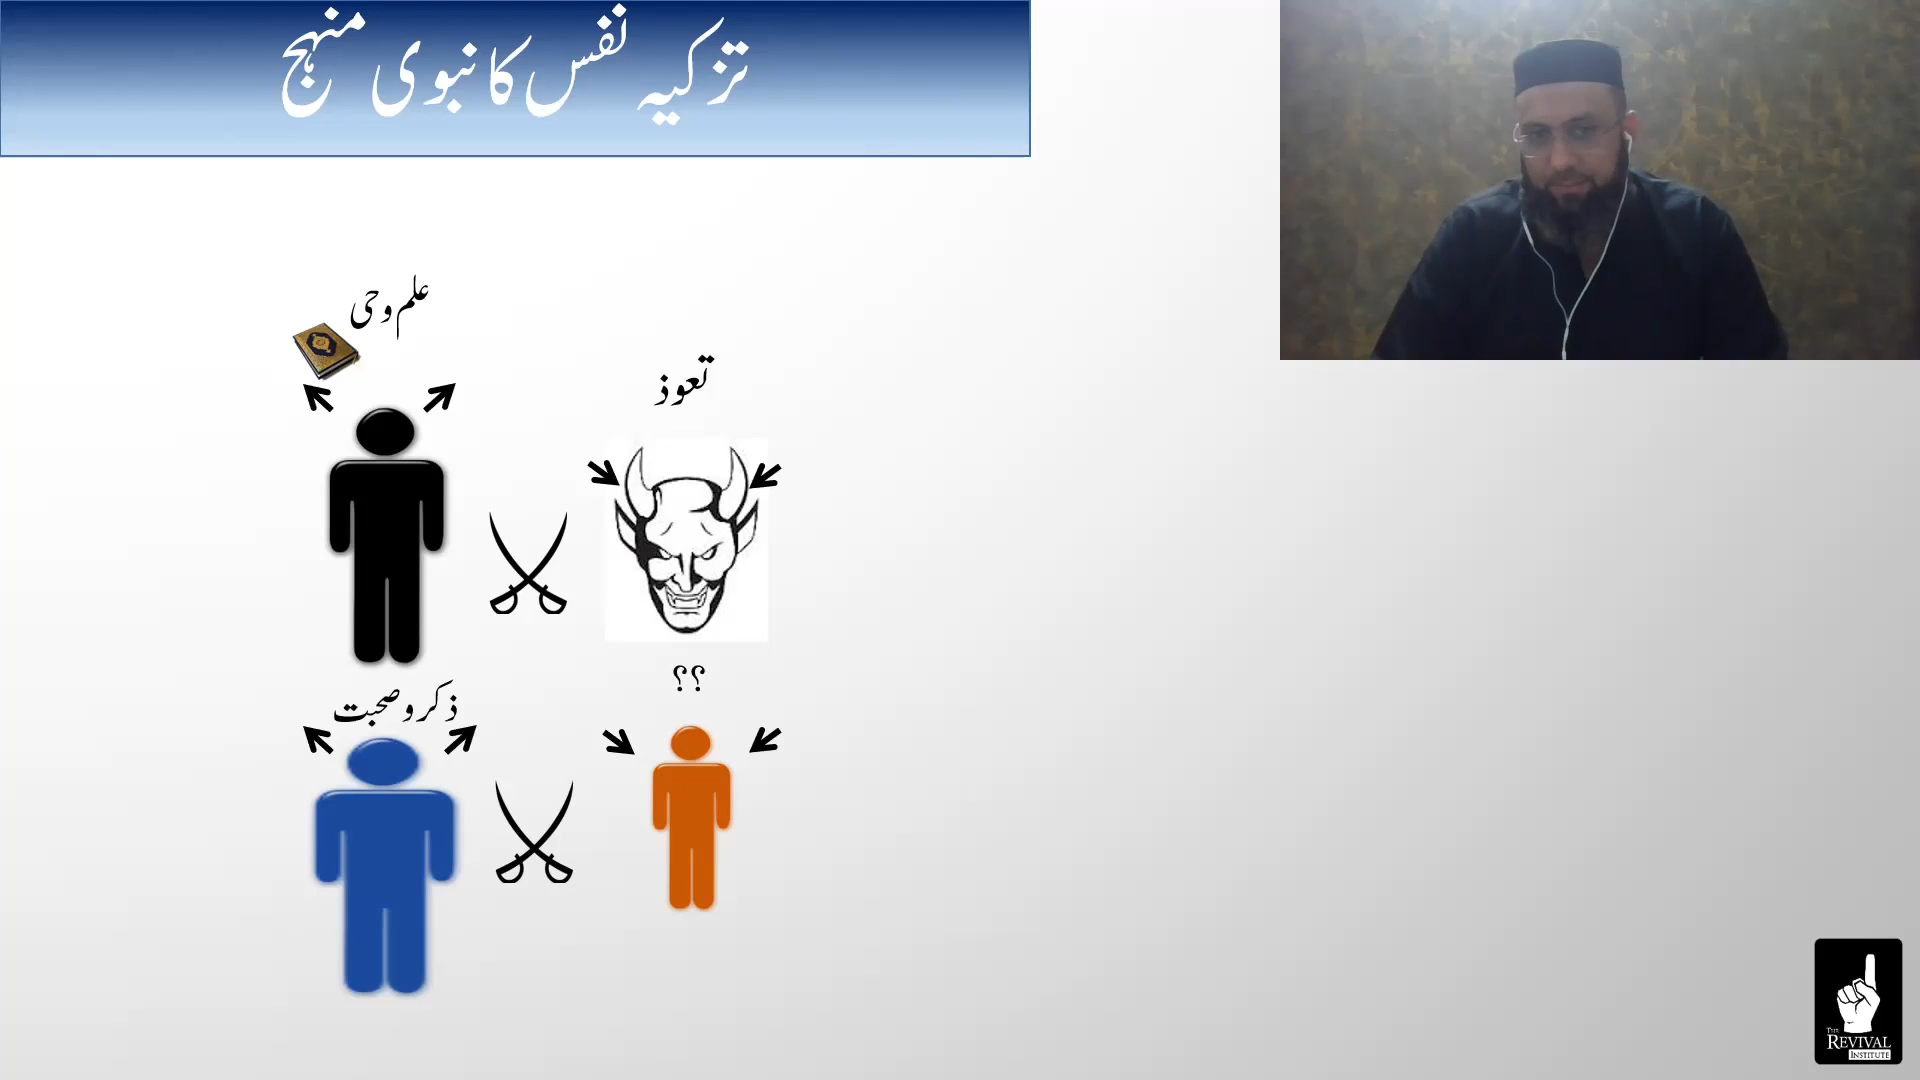 تزکیہ نفس کا نبوی منہج
علم وحی
تعوذ
؟؟
ذکر و صحبت
THE
REVIVAL
INSTITUTE